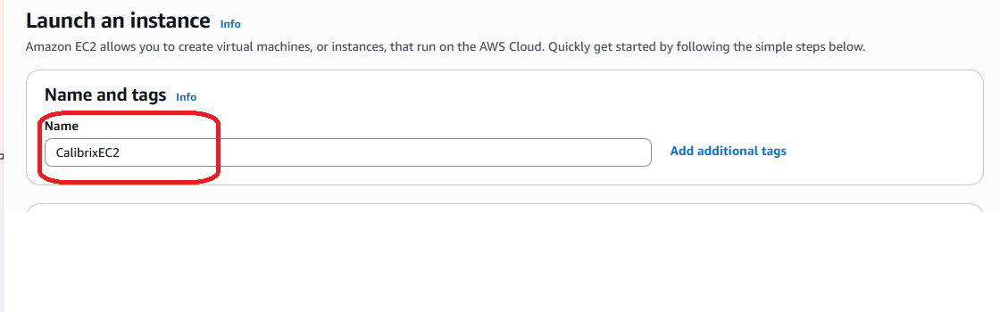 Launch an instance Info
Amazon EC2 allows you to create virtual machines, or instances, that run on the AWS Cloud. Quickly get started by following the simple steps below.
Name and tags Info
Name
CalibrixEC2
Add additional tags